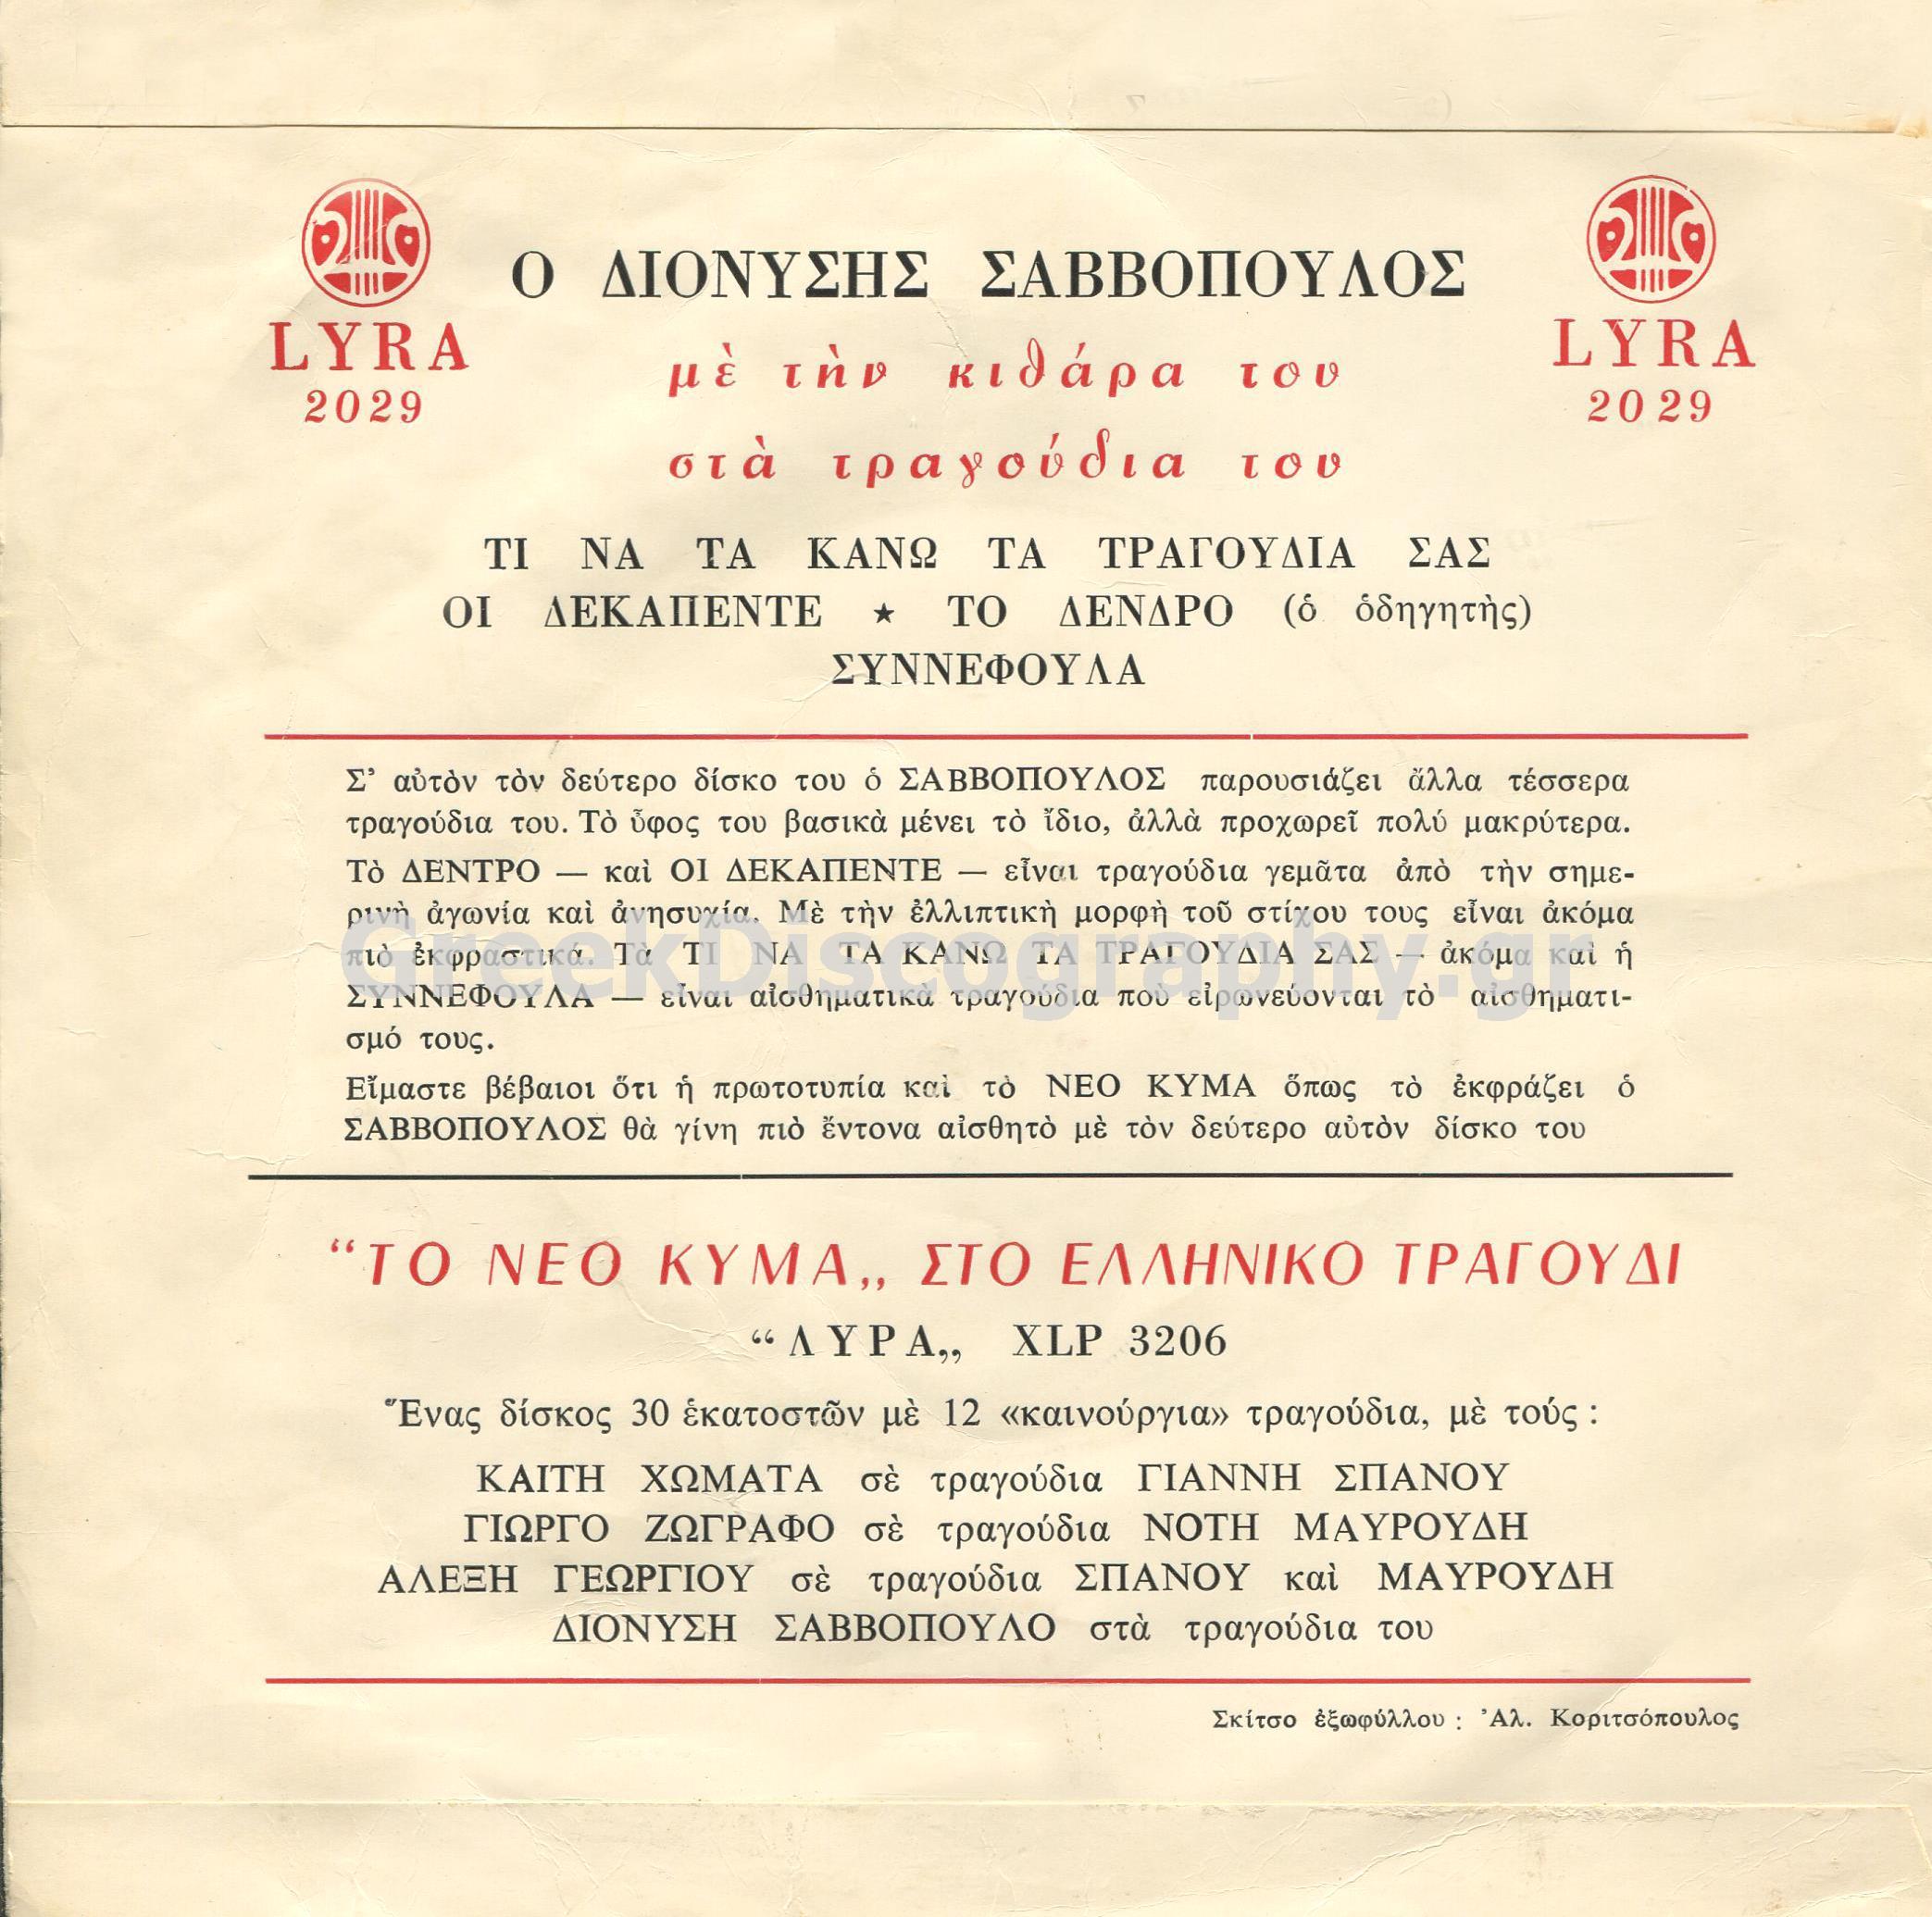 LYRA
2029
Ο ΔΙΟΝΥΣΗΣ ΣΑΒΒΟΠΟΥΛΟΣ
μὲ τὴν κιθάρα του
στὰ τραγούδια του
LYRA
2029
ΤΙ ΝΑ ΤΑ ΚΑΝΩ ΤΑ ΤΡΑΓΟΥΔΙΑ ΣΑΣ
ΟΙ ΔΕΚΑΠΕΝΤΕ ★ ΤΟ ΔΕΝΔΡΟ (ὁ ὁδηγητὴς)
ΣΥΝΝΕΦΟΥΛΑ
Σ' αὐτὸν τὸν δεύτερο δίσκο του ὁ ΣΑΒΒΟΠΟΥΛΟΣ παρουσιάζει ἄλλα τέσσερα
τραγούδια του. Τὸ ὖφος του βασικὰ μένει τὸ ἴδιο, ἀλλὰ προχωρεῖ πολύ μακρύτερα.
Τὸ ΔΕΝΤΡΟ — καὶ ΟΙ ΔΕΚΑΠΕΝΤΕ — εἶναι τραγούδια γεμᾶτα ἀπὸ τὴν σημε-
ρινὴ ἀγωνία καὶ ἀνησυχία. Μὲ τὴν ἐλλιπτικὴ μορφὴ τοῦ στίχου τους εἶναι ἀκόμα
πιὸ ἐκφραστικά. Τὰ ΤΙ ΝΑ ΤΑ ΚΑΝΩ ΤΑ ΤΡΑΓΟΥΔΙΑ ΣΑΣ — ἀκόμα καὶ ἡ
ΣΥΝΝΕΦΟΥΛΑ — εἶναι αἰσθηματικὰ τραγούδια ποὺ εἰρωνεύονται τὸ αἰσθηματι-
σμό τους.
Εἴμαστε βέβαιοι ὅτι ἡ πρωτοτυπία καὶ τὸ ΝΕΟ ΚΥΜΑ ὅπως τὸ ἐκφράζει ὁ
ΣΑΒΒΟΠΟΥΛΟΣ θὰ γίνη πιὸ ἔντονα αἰσθητὸ μὲ τὸν δεύτερο αὐτὸν δίσκο του
GreekDiscography.gr
“ΤΟ ΝΕΟ ΚΥΜΑ„ ΣΤΟ ΕΛΛΗΝΙΚΟ ΤΡΑΓΟΥΔΙ
“ΛΥΡΑ„ XLP 3206
Ἕνας δίσκος 30 ἑκατοστῶν μὲ 12 «καινούργια» τραγούδια, μὲ τούς :
ΚΑΙΤΗ ΧΩΜΑΤΑ σὲ τραγούδια ΓΙΑΝΝΗ ΣΠΑΝΟΥ
ΓΙΩΡΓΟ ΖΩΓΡΑΦΟ σὲ τραγούδια ΝΟΤΗ ΜΑΥΡΟΥΔΗ
ΑΛΕΞΗ ΓΕΩΡΓΙΟΥ σὲ τραγούδια ΣΠΑΝΟΥ καὶ ΜΑΥΡΟΥΔΗ
ΔΙΟΝΥΣΗ ΣΑΒΒΟΠΟΥΛΟ στὰ τραγούδια του
Σκίτσο ἐξωφύλλου : Ἀλ. Κοριτσόπουλος